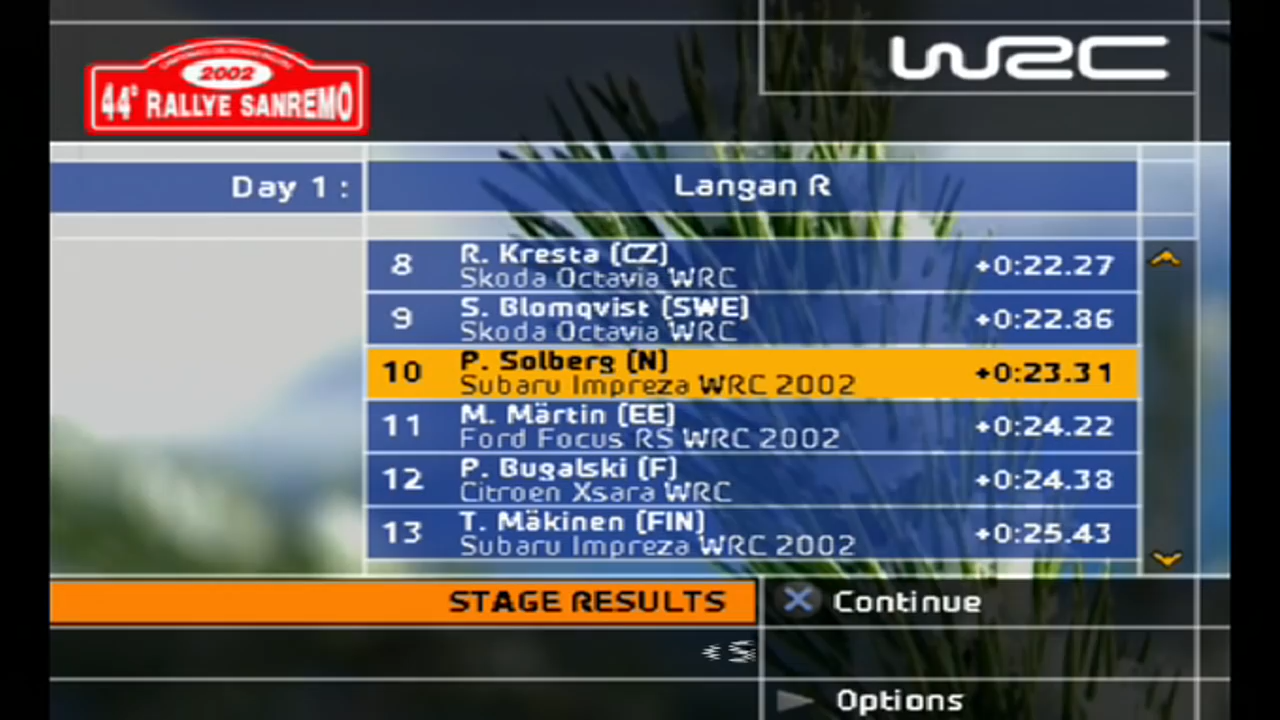 2002
44° RALLYE SANREMO
WRC
Day 1 :
Langan R
8
R. Kresta (CZ)
Skoda Octavia WRC
+0:22.27
9
S. Blomqvist (SWE)
Skoda Octavia WRC
+0:22.86
10
P. Solberg (N)
Subaru Impreza WRC 2002
+0:23.31
11
M. Märtin (EE)
Ford Focus RS WRC 2002
+0:24.22
12
P. Bugalski (F)
Citroen Xsara WRC
+0:24.38
13
T. Mäkinen (FIN)
Subaru Impreza WRC 2002
+0:25.43
STAGE RESULTS
Continue
Options